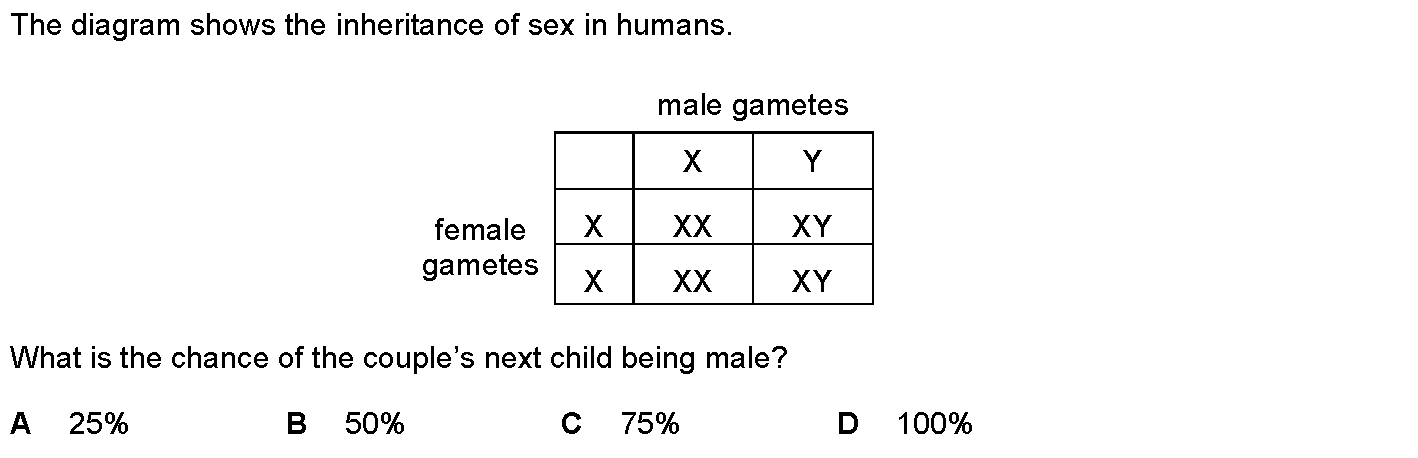 The diagram shows the inheritance of sex in humans.
male gametes
X Y
female
gametes
X XX XY
X XX XY
What is the chance of the couple’s next child being male?
A 25% B 50% C 75% D 100%